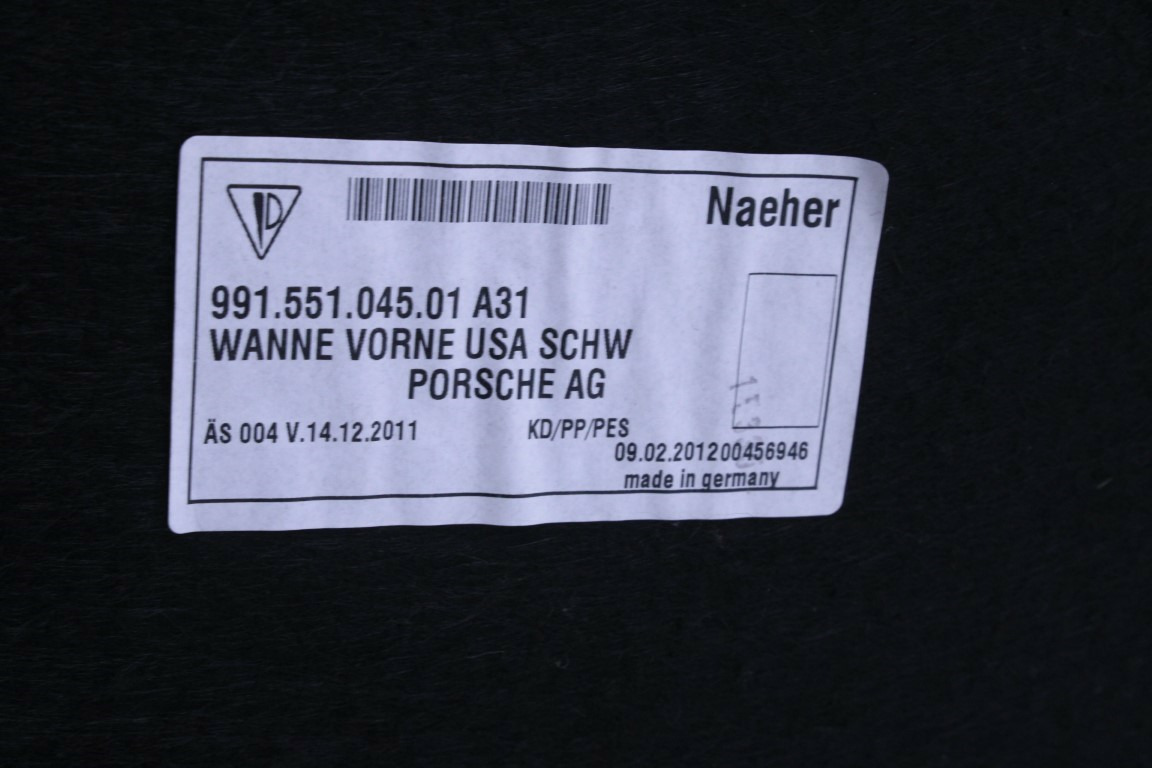 Naeher
991.551.045.01 A31
WANNE VORNE USA SCHW
PORSCHE AG
ÄS 004 V.14.12.2011 KD/PP/PES
09.02.201200456946
made in germany